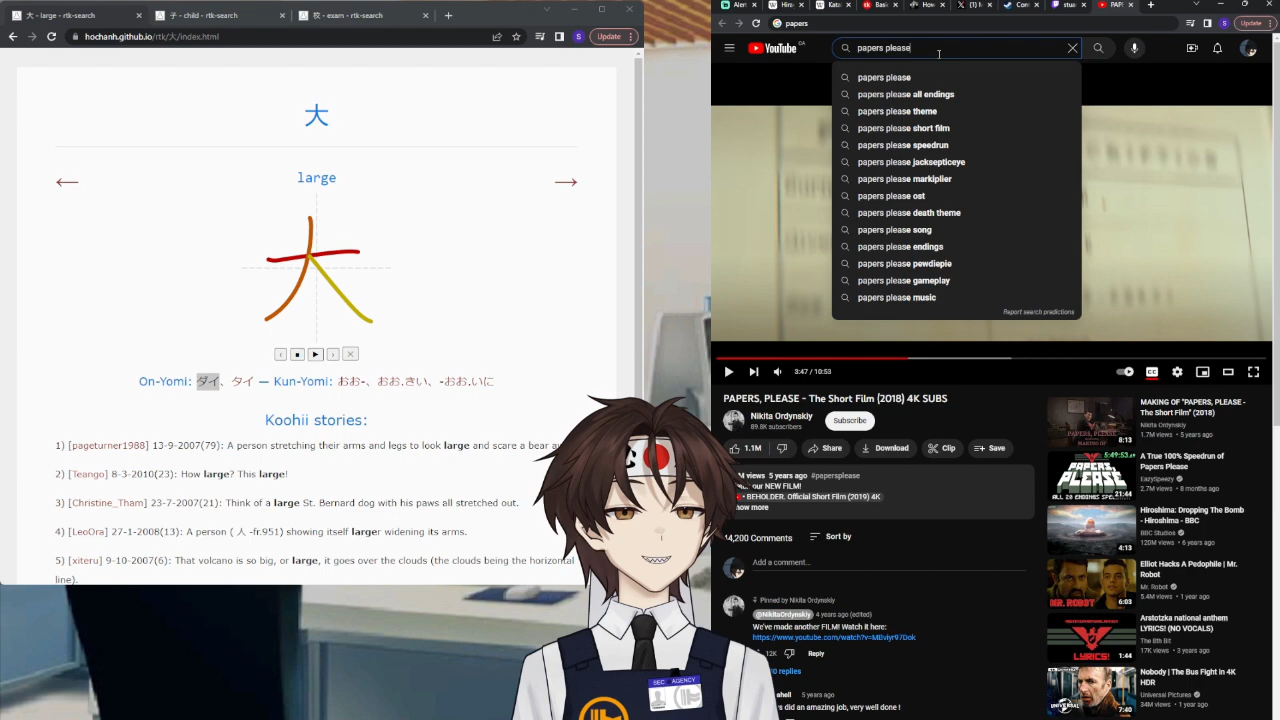 大 - large - rtk-search
子 - child - rtk-search
校 - exam - rtk-search
hochanh.github.io/rtk/大/index.html
Update
大
large
On-Yomi: ダイ、タイ — Kun-Yomi: おお-、おお.きい、-おお.いに
Koohii stories:
1) [paperturner1988] 13-9-2007(79): A person stretching their arms
look large and scare a bear
2) [Teango] 8-3-2010(23): How large? This large!
3) [Christine_Tham] 23-7-2007(21): Think of a large St. Bernard dog
his paws all stretched out.
4) [LeoOra] 27-1-2008(13): A person ( 人 -fr.951) showing itself large
widening its arms.
5) [xiteru] 9-10-2007(6): That volcano is so big, or large, it goes over the clouds (the clouds being the horizontal
line).
SEC AGENCY
papers
Update
YouTube CA
papers please
papers please
papers please all endings
papers please theme
papers please short film
papers please speedrun
papers please jacksepticeye
papers please markiplier
papers please ost
papers please death theme
papers please song
papers please endings
papers please pewdiepie
papers please gameplay
papers please music
Report search predictions
3:47 / 10:53
CC
PAPERS, PLEASE - The Short Film (2018) 4K SUBS
Nikita Ordynskiy
89.8K subscribers
Subscribe
1.1M
Share
Download
Clip
Save
views 5 years ago #papersplease
our NEW FILM!
• BEHOLDER. Official Short Film (2019) 4K
Comments
Sort by
Add a comment...
Pinned by Nikita Ordynskiy
@NikitaOrdynskiy 4 years ago (edited)
We've made another FILM! Watch it here:
https://www.youtube.com/watch?v=MBviyr97Dok
12K
Reply
replies
5 years ago
did an amazing job, very well done !
8:13
MAKING OF "PAPERS, PLEASE - The Short Film" (2018)
1.7M views • 5 years ago
5:49:53
PAPERS PLEASE
21:44
A True 100% Speedrun of Papers Please
EazySpeezy
2.7M views • 8 months ago
4:13
Hiroshima: Dropping The Bomb - Hiroshima - BBC
BBC Studios
120M views • 6 years ago
MR. ROBOT
6:03
Elliot Hacks A Pedophile | Mr. Robot
Mr. Robot
5.4M views • 1 year ago
LYRICS!
1:44
Arstotzka national anthem LYRICS! (NO VOCALS)
The 8th Bit
17K views • 3 years ago
UNIVERSAL
7:40
Nobody | The Bus Fight in 4K HDR
Universal Pictures
34M views • 1 year ago